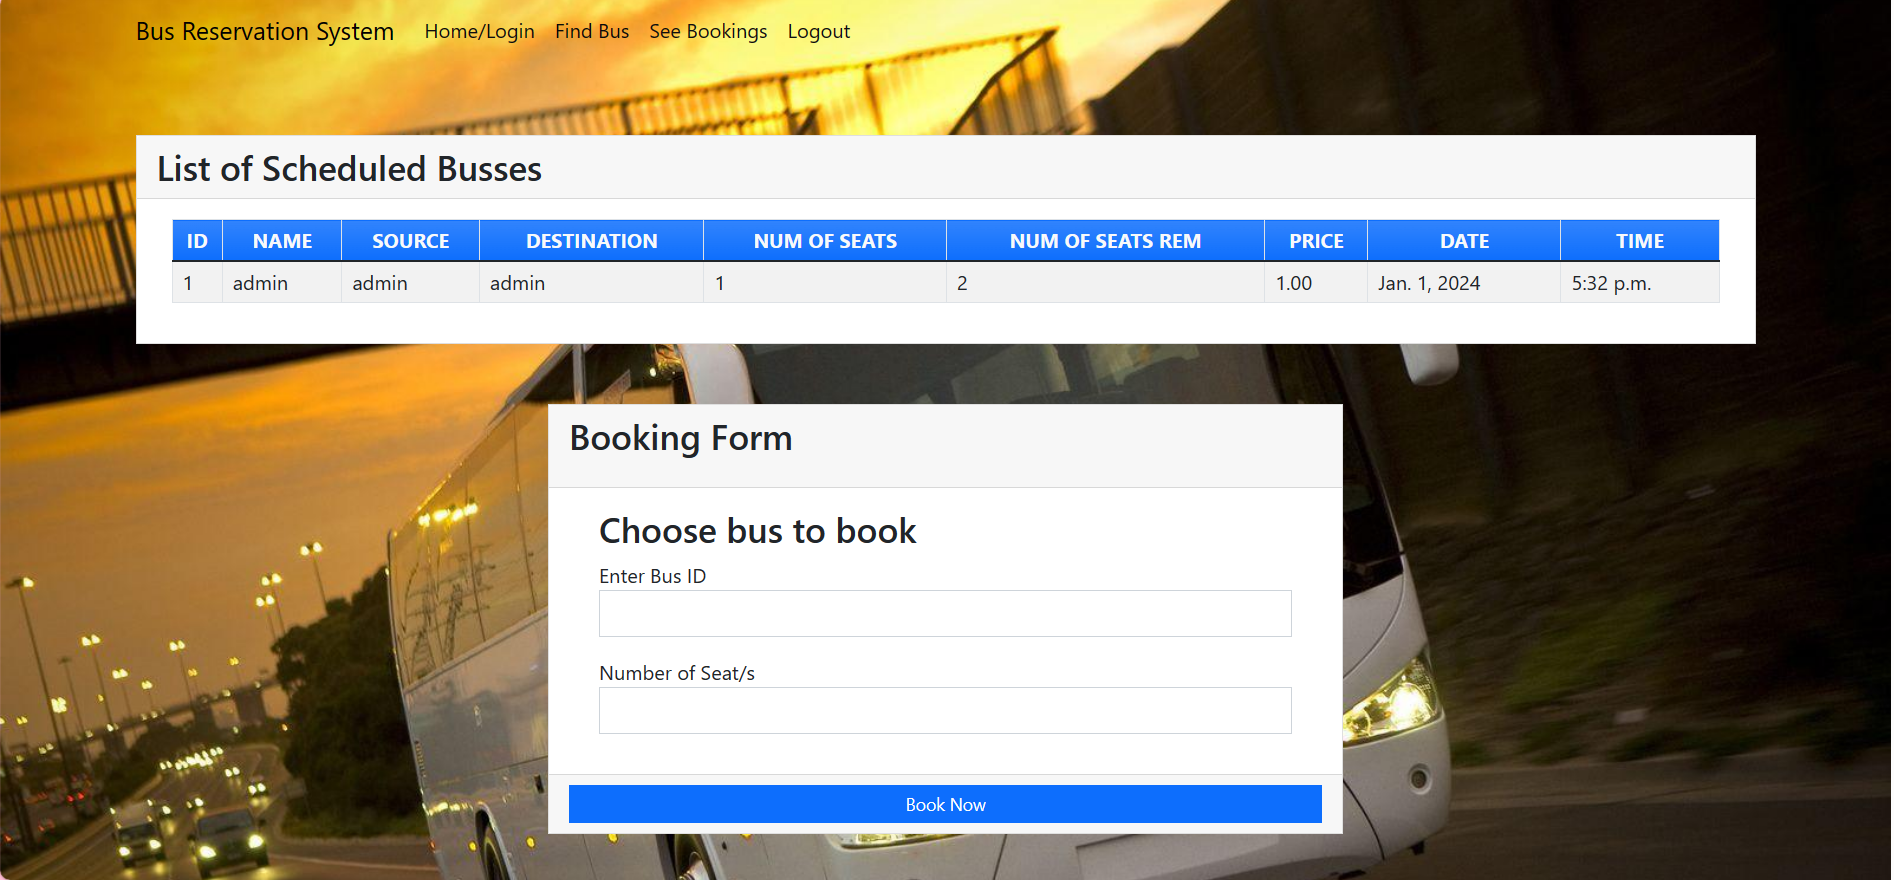 Bus Reservation System Home/Login Find Bus See Bookings Logout
List of Scheduled Busses
ID NAME SOURCE DESTINATION NUM OF SEATS NUM OF SEATS REM PRICE DATE TIME
1 admin admin admin 1 2 1.00 Jan. 1, 2024 5:32 p.m.
Booking Form
Choose bus to book
Enter Bus ID
Number of Seat/s
Book Now